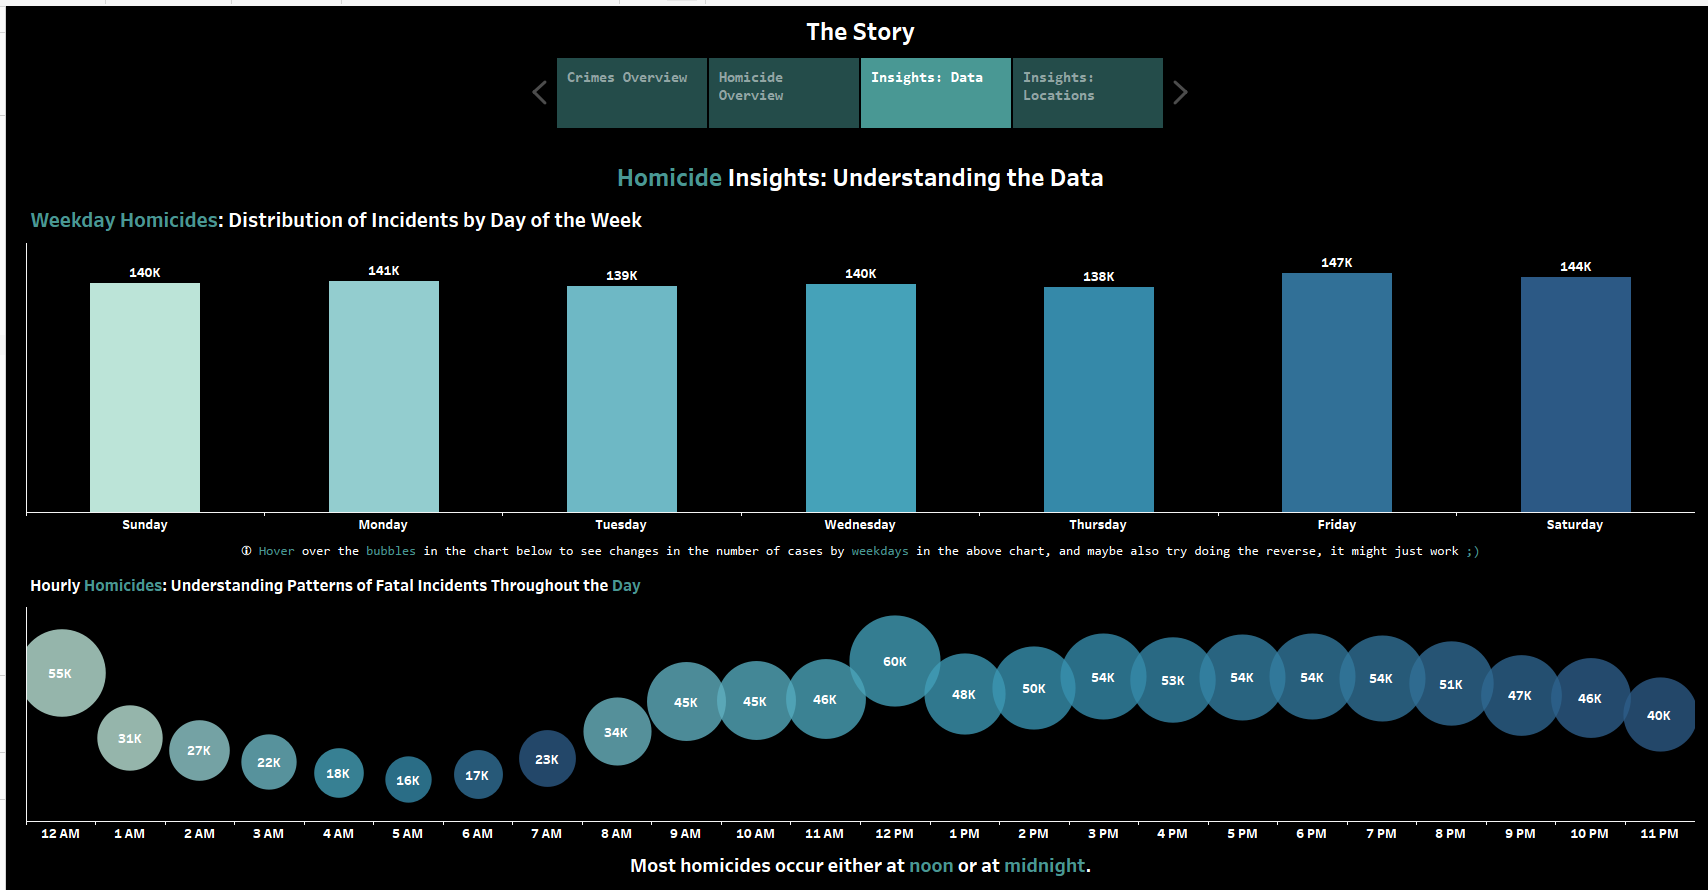 The Story
Crimes Overview
Homicide
Overview
Insights: Data
Insights:
Locations
Homicide Insights: Understanding the Data
Weekday Homicides: Distribution of Incidents by Day of the Week
140K 141K 139K 140K 138K 147K 144K
Sunday Monday Tuesday Wednesday Thursday Friday Saturday
Hover over the bubbles in the chart below to see changes in the number of cases by weekdays in the above chart, and maybe also try doing the reverse, it might just work ;)
Hourly Homicides: Understanding Patterns of Fatal Incidents Throughout the Day
55K 31K 27K 22K 18K 16K 17K 23K 34K 45K 45K 46K 60K 48K 50K 54K 53K 54K 54K 54K 51K 47K 46K 40K
12 AM 1 AM 2 AM 3 AM 4 AM 5 AM 6 AM 7 AM 8 AM 9 AM 10 AM 11 AM 12 PM 1 PM 2 PM 3 PM 4 PM 5 PM 6 PM 7 PM 8 PM 9 PM 10 PM 11 PM
Most homicides occur either at noon or at midnight.